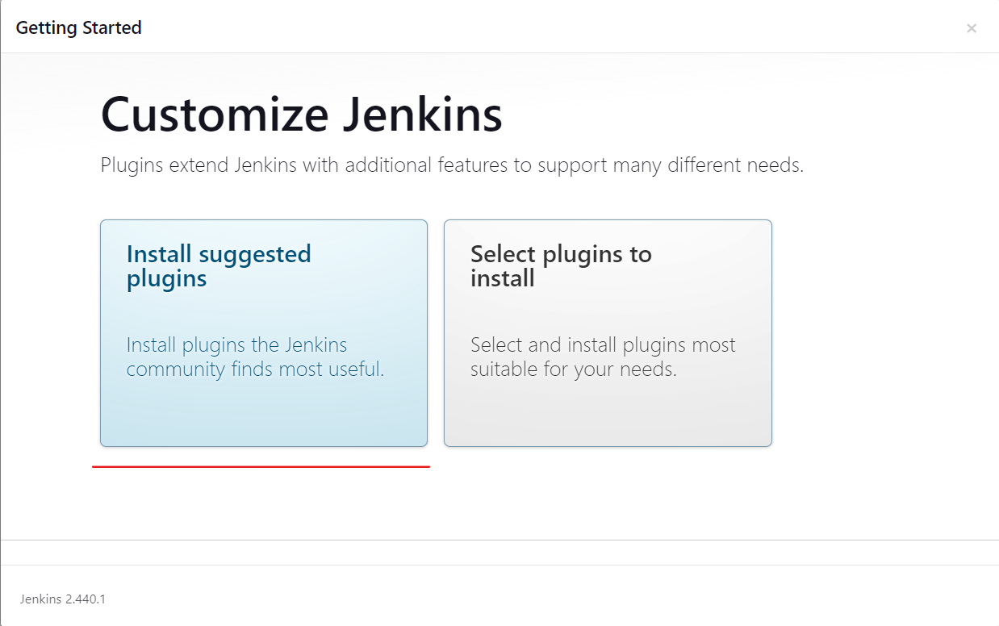 Getting Started
×
Customize Jenkins
Plugins extend Jenkins with additional features to support many different needs.
Install suggested
plugins
Install plugins the Jenkins
community finds most useful.
Select plugins to
install
Select and install plugins most
suitable for your needs.
Jenkins 2.440.1